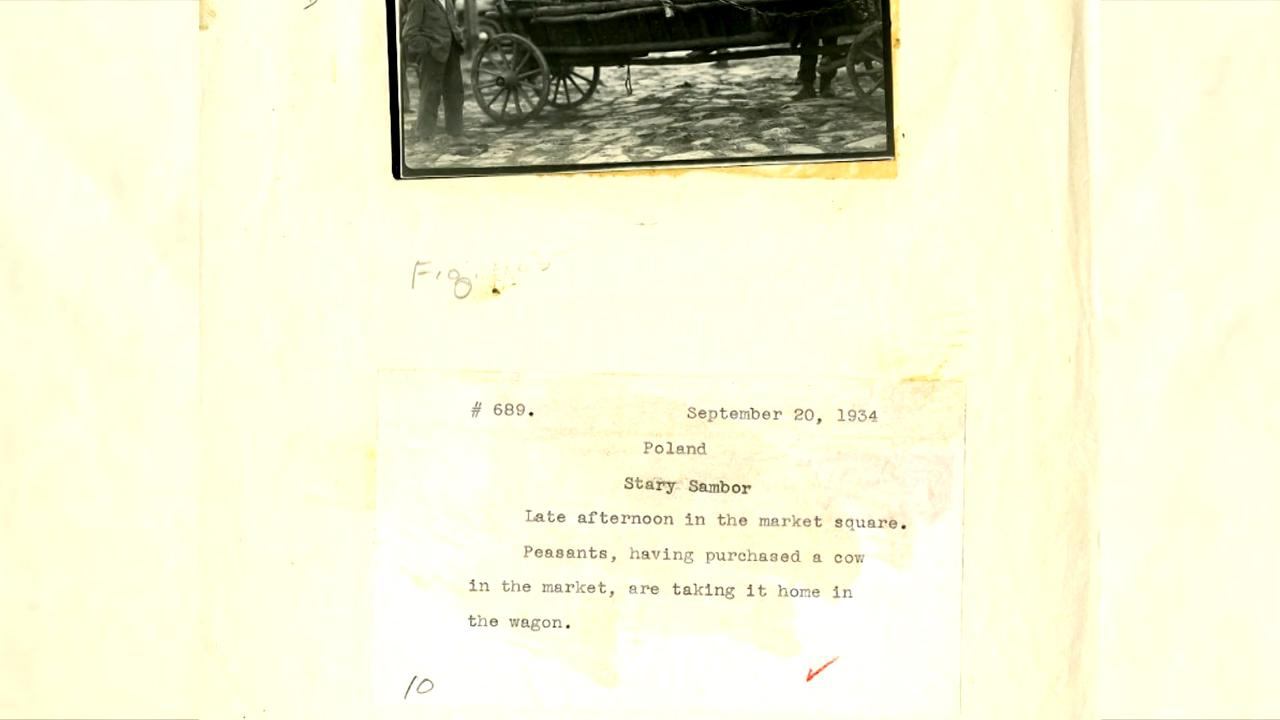 Fig.
# 689. September 20, 1934
Poland
Stary Sambor
Late afternoon in the market square.
Peasants, having purchased a cow
in the market, are taking it home in
the wagon.
10